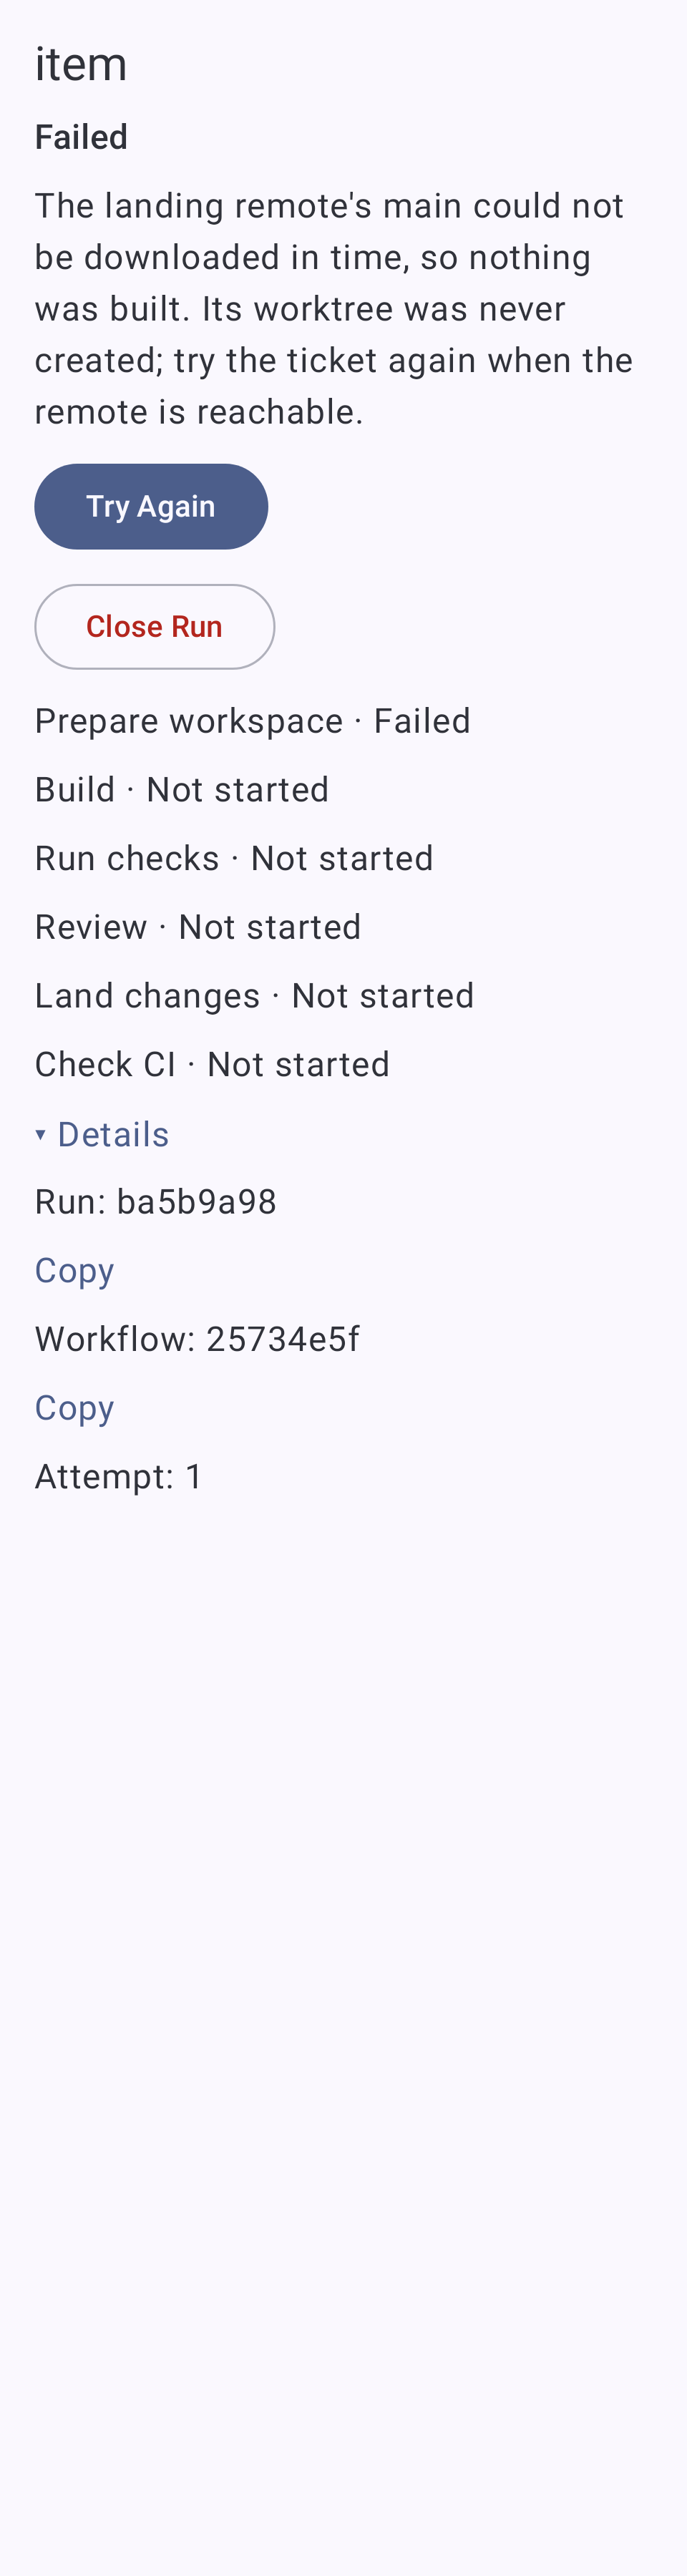 item
Failed
The landing remote's main could not
be downloaded in time, so nothing
was built. Its worktree was never
created; try the ticket again when the
remote is reachable.
Try Again
Close Run
Prepare workspace · Failed
Build · Not started
Run checks · Not started
Review · Not started
Land changes · Not started
Check CI · Not started
▾ Details
Run: ba5b9a98
Copy
Workflow: 25734e5f
Copy
Attempt: 1